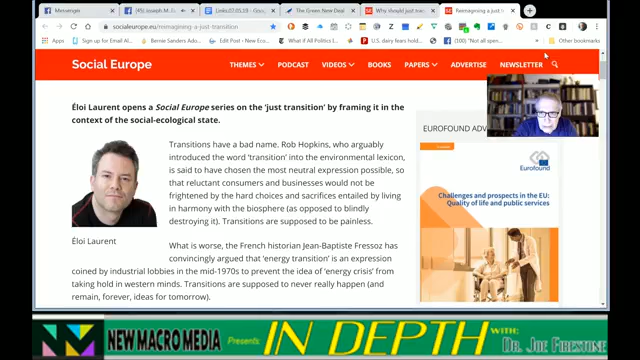 Messenger
(45) Joseph M. J
Links07.05.19 - Goo
The Green New Deal
Why should just tran
Reimagining a just tra
socialeurope.eu/reimagining-a-just-transition
Apps
Sign up for Email Al...
Bernie Sanders Ado...
What if All Politics I...
U.S. dairy fears hold...
(100) "Not all spen...
Other bookmarks
Social Europe
THEMES
PODCAST
VIDEOS
BOOKS
PAPERS
ADVERTISE
NEWSLETTER
Éloi Laurent opens a Social Europe series on the 'just transition' by framing it in the
context of the social-ecological state.
Éloi Laurent
Transitions have a bad name. Rob Hopkins, who arguably
introduced the word 'transition' into the environmental lexicon,
is said to have chosen the most neutral expression possible, so
that reluctant consumers and businesses would not be
frightened by the hard choices and sacrifices entailed by living
in harmony with the biosphere (as opposed to blindly
destroying it). Transitions are supposed to be painless.
What is worse, the French historian Jean-Baptiste Fressoz has
convincingly argued that 'energy transition' is an expression
coined by industrial lobbies in the mid-1970s to prevent the idea of 'energy crisis' from
taking hold in western minds. Transitions are supposed to never really happen (and
remain, forever, ideas for tomorrow).
EUROFOUND ADV
Eurofound
Challenges and prospects in the EU:
Quality of life and public services
NEW MACRO MEDIA
Presents:
IN DEPTH
WITH:
DR. JOE FIRESTONE